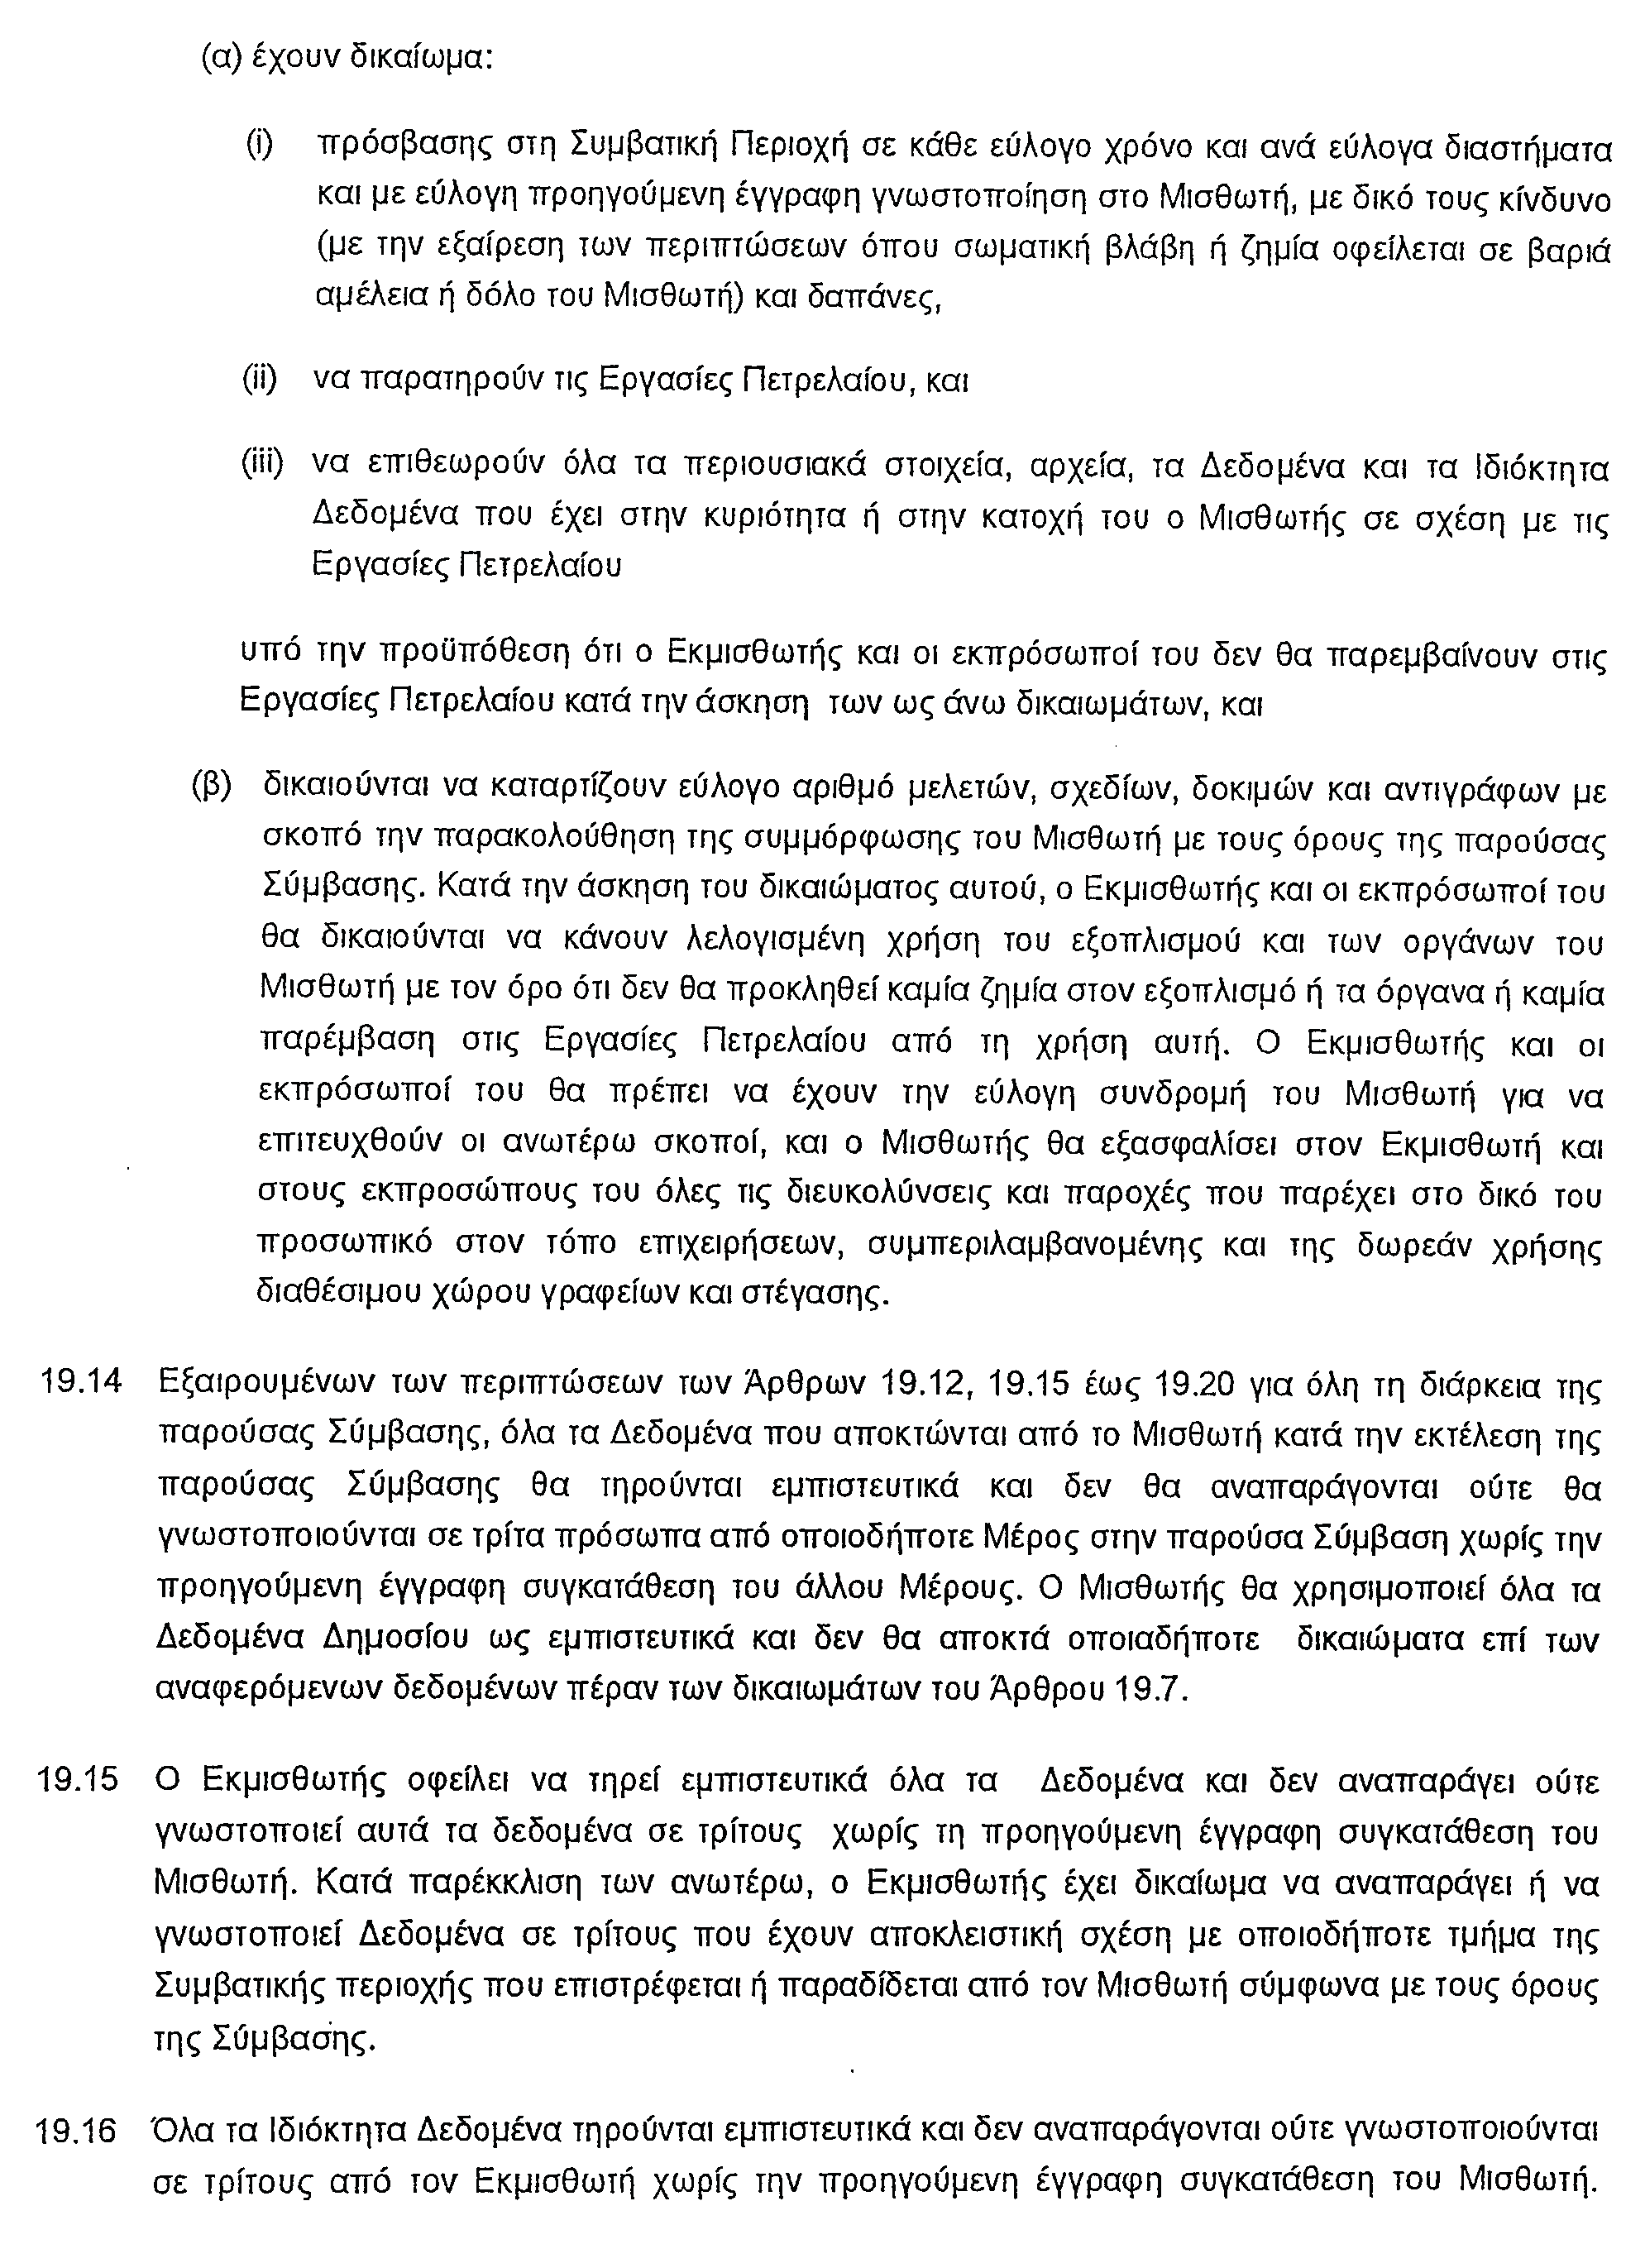 (α) έχουν δικαίωμα:
(i) πρόσβασης στη Συμβατική Περιοχή σε κάθε εύλογο χρόνο και ανά εύλογα διαστήματα
και με εύλογη προηγούμενη έγγραφη γνωστοποίηση στο Μισθωτή, με δικό τους κίνδυνο
(με την εξαίρεση των περιπτώσεων όπου σωματική βλάβη ή ζημία οφείλεται σε βαριά
αμέλεια ή δόλο του Μισθωτή) και δαπάνες,
(ii) να παρατηρούν τις Εργασίες Πετρελαίου, και
(iii) να επιθεωρούν όλα τα περιουσιακά στοιχεία, αρχεία, τα Δεδομένα και τα Ιδιόκτητα
Δεδομένα που έχει στην κυριότητα ή στην κατοχή του ο Μισθωτής σε σχέση με τις
Εργασίες Πετρελαίου
υπό την προϋπόθεση ότι ο Εκμισθωτής και οι εκπρόσωποί του δεν θα παρεμβαίνουν στις
Εργασίες Πετρελαίου κατά την άσκηση των ως άνω δικαιωμάτων, και
(β) δικαιούνται να καταρτίζουν εύλογο αριθμό μελετών, σχεδίων, δοκιμών και αντιγράφων με
σκοπό την παρακολούθηση της συμμόρφωσης του Μισθωτή με τους όρους της παρούσας
Σύμβασης. Κατά την άσκηση του δικαιώματος αυτού, ο Εκμισθωτής και οι εκπρόσωποί του
θα δικαιούνται να κάνουν λελογισμένη χρήση του εξοπλισμού και των οργάνων του
Μισθωτή με τον όρο ότι δεν θα προκληθεί καμία ζημία στον εξοπλισμό ή τα όργανα ή καμία
παρέμβαση στις Εργασίες Πετρελαίου από τη χρήση αυτή. Ο Εκμισθωτής και οι
εκπρόσωποί του θα πρέπει να έχουν την εύλογη συνδρομή του Μισθωτή για να
επιτευχθούν οι ανωτέρω σκοποί, και ο Μισθωτής θα εξασφαλίσει στον Εκμισθωτή και
στους εκπροσώπους του όλες τις διευκολύνσεις και παροχές που παρέχει στο δικό του
προσωπικό στον τόπο επιχειρήσεων, συμπεριλαμβανομένης και της δωρεάν χρήσης
διαθέσιμου χώρου γραφείων και στέγασης.
19.14 Εξαιρουμένων των περιπτώσεων των Άρθρων 19.12, 19.15 έως 19.20 για όλη τη διάρκεια της
παρούσας Σύμβασης, όλα τα Δεδομένα που αποκτώνται από το Μισθωτή κατά την εκτέλεση της
παρούσας Σύμβασης θα τηρούνται εμπιστευτικά και δεν θα αναπαράγονται ούτε θα
γνωστοποιούνται σε τρίτα πρόσωπα από οποιοδήποτε Μέρος στην παρούσα Σύμβαση χωρίς την
προηγούμενη έγγραφη συγκατάθεση του άλλου Μέρους. Ο Μισθωτής θα χρησιμοποιεί όλα τα
Δεδομένα Δημοσίου ως εμπιστευτικά και δεν θα αποκτά οποιαδήποτε δικαιώματα επί των
αναφερόμενων δεδομένων πέραν των δικαιωμάτων του Άρθρου 19.7.
19.15 Ο Εκμισθωτής οφείλει να τηρεί εμπιστευτικά όλα τα Δεδομένα και δεν αναπαράγει ούτε
γνωστοποιεί αυτά τα δεδομένα σε τρίτους χωρίς τη προηγούμενη έγγραφη συγκατάθεση του
Μισθωτή. Κατά παρέκκλιση των ανωτέρω, ο Εκμισθωτής έχει δικαίωμα να αναπαράγει ή να
γνωστοποιεί Δεδομένα σε τρίτους που έχουν αποκλειστική σχέση με οποιοδήποτε τμήμα της
Συμβατικής περιοχής που επιστρέφεται ή παραδίδεται από τον Μισθωτή σύμφωνα με τους όρους
της Σύμβασης.
19.16 Όλα τα Ιδιόκτητα Δεδομένα τηρούνται εμπιστευτικά και δεν αναπαράγονται ούτε γνωστοποιούνται
σε τρίτους από τον Εκμισθωτή χωρίς την προηγούμενη έγγραφη συγκατάθεση του Μισθωτή.